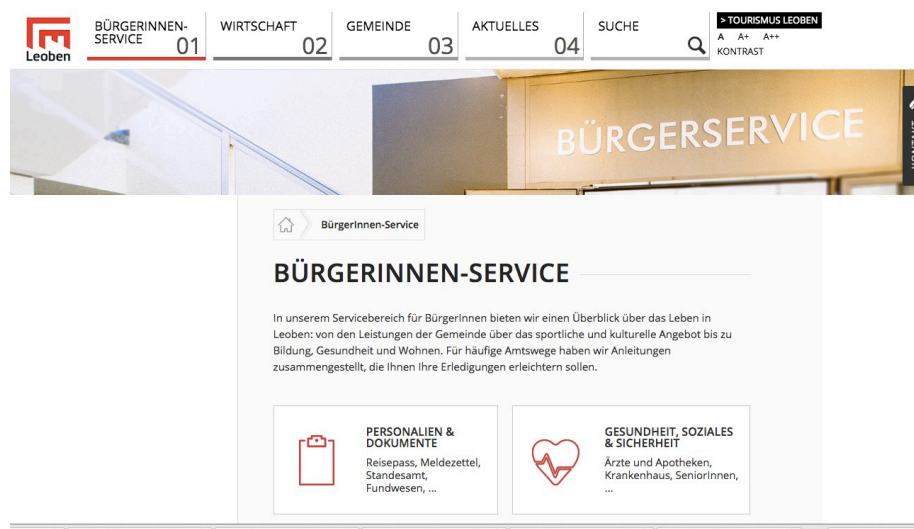 Leoben
BÜRGERINNEN-
SERVICE 01
WIRTSCHAFT
02
GEMEINDE
03
AKTUELLES
04
SUCHE
> TOURISMUS LEOBEN
A A+ A++
KONTRAST
BÜRGERSERVICE
BürgerInnen-Service
BÜRGERINNEN-SERVICE
In unserem Servicebereich für BürgerInnen bieten wir einen Überblick über das Leben in
Leoben: von den Leistungen der Gemeinde über das sportliche und kulturelle Angebot bis zu
Bildung, Gesundheit und Wohnen. Für häufige Amtswege haben wir Anleitungen
zusammengestellt, die Ihnen Ihre Erledigungen erleichtern sollen.
PERSONALIEN &
DOKUMENTE
Reisepass, Meldezettel,
Standesamt,
Fundwesen, ...
GESUNDHEIT, SOZIALES
& SICHERHEIT
Ärzte und Apotheken,
Krankenhaus, SeniorInnen,
...